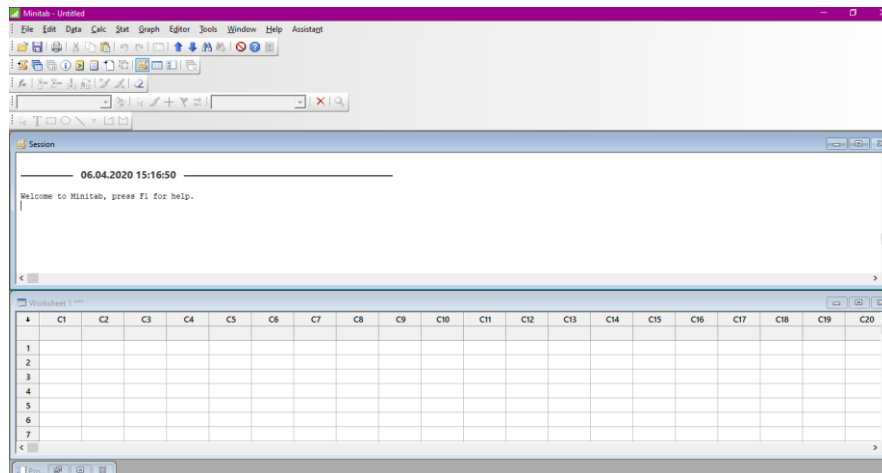 Minitab - Untitled
File Edit Data Calc Stat Graph Editor Tools Window Help Assistant
Session
06.04.2020 15:16:50
Welcome to Minitab, press F1 for help.
Worksheet 1 ***
C1 C2 C3 C4 C5 C6 C7 C8 C9 C10 C11 C12 C13 C14 C15 C16 C17 C18 C19 C20
1
2
3
4
5
6
7